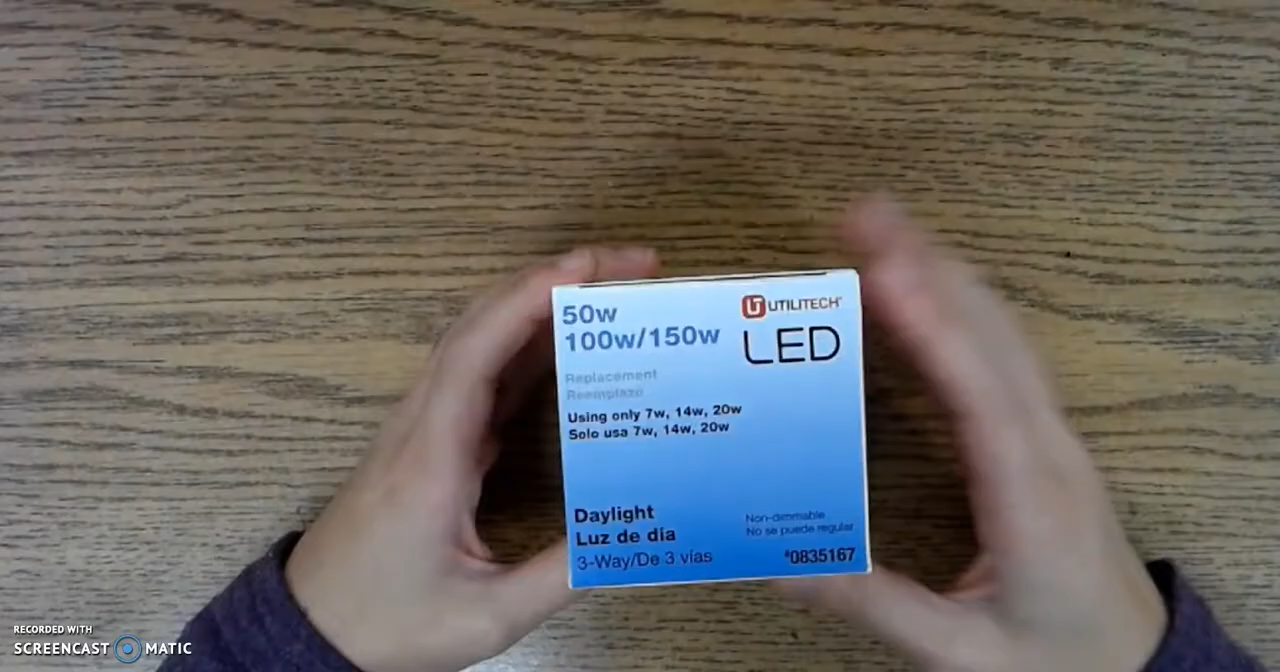 50w
100w/150w
UTILITECH
LED
Replacement
Reemplazo
Using only 7w, 14w, 20w
Solo usa 7w, 14w, 20w
Daylight
Luz de día
3-Way/De 3 vías
Non-dimmable
No se puede regular
*0835167
RECORDED WITH
SCREENCAST MATIC